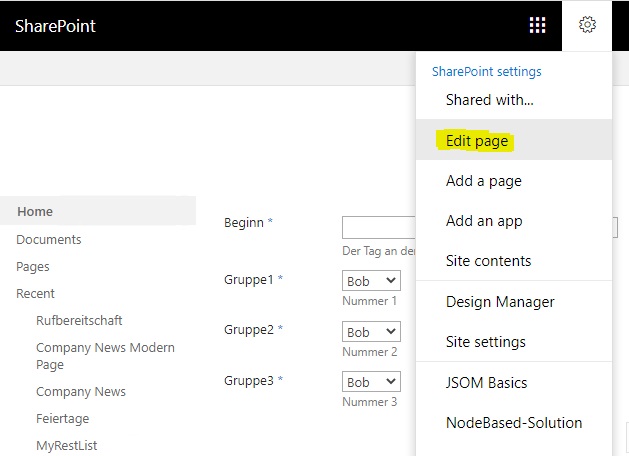 SharePoint
SharePoint settings
Shared with...
Edit page
Add a page
Add an app
Site contents
Design Manager
Site settings
JSOM Basics
NodeBased-Solution
Home
Documents
Pages
Recent
Rufbereitschaft
Company News Modern
Page
Company News
Feiertage
MyRestList
Beginn *
Der Tag an der
Gruppe1 *
Bob
Nummer 1
Gruppe2 *
Bob
Nummer 2
Gruppe3 *
Bob
Nummer 3